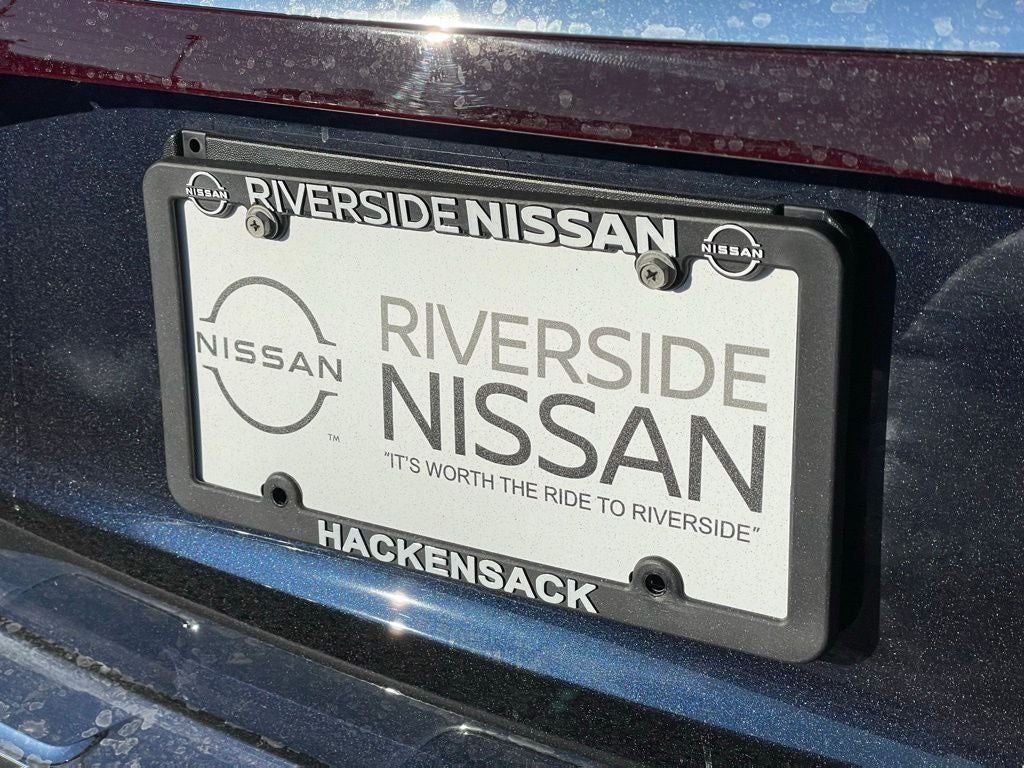 NISSAN RIVERSIDE NISSAN NISSAN
NISSAN
TM
RIVERSIDE
NISSAN
"IT'S WORTH THE RIDE TO RIVERSIDE"
HACKENSACK